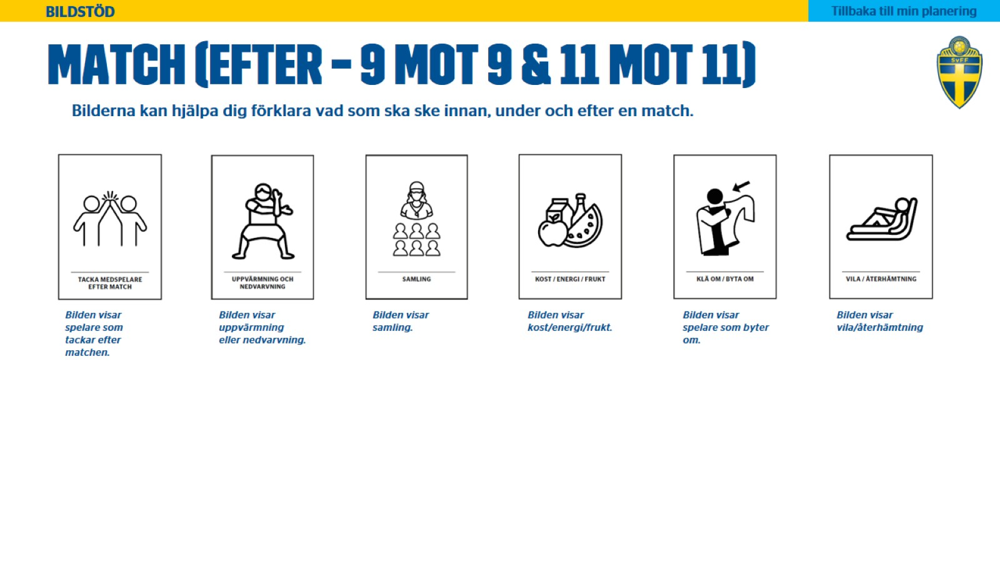 BILDSTÖD
Tillbaka till min planering
MATCH (EFTER – 9 MOT 9 & 11 MOT 11)
SvFF
Bilderna kan hjälpa dig förklara vad som ska ske innan, under och efter en match.
TACKA MEDSPELARE
EFTER MATCH
UPPVÄRMNING OCH
NEDVARVNING
SAMLING
KOST / ENERGI / FRUKT
KLÄ OM / BYTA OM
VILA / ÅTERHÄMTNING
Bilden visar
spelare som
tackar efter
matchen.
Bilden visar
uppvärmning
eller nedvarvning.
Bilden visar
samling.
Bilden visar
kost/energi/frukt.
Bilden visar
spelare som byter
om.
Bilden visar
vila/återhämtning